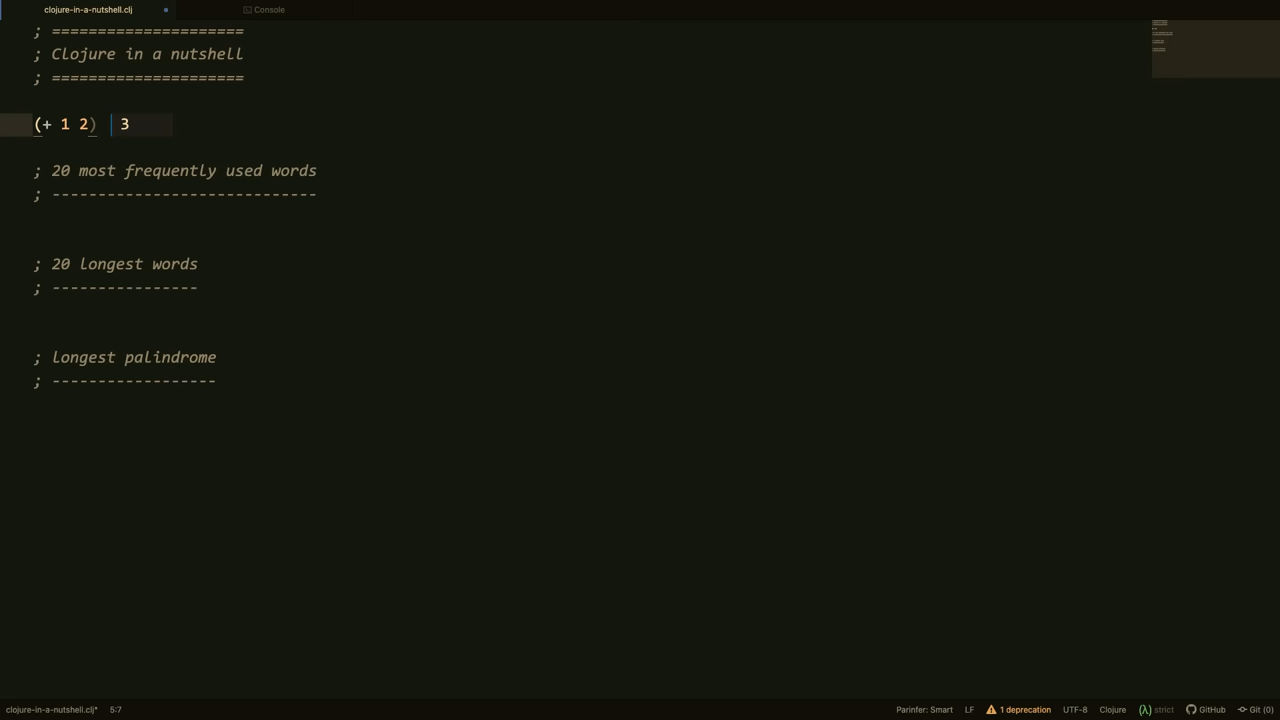 clojure-in-a-nutshell.clj
Console
; =====================
; Clojure in a nutshell
; =====================
(+ 1 2) 3
; 20 most frequently used words
; -----------------------------
; 20 longest words
; ----------------
; longest palindrome
; ------------------
clojure-in-a-nutshell.clj* 5:7 Parinfer: Smart LF 1 deprecation UTF-8 Clojure (λ) strict GitHub Git (0)